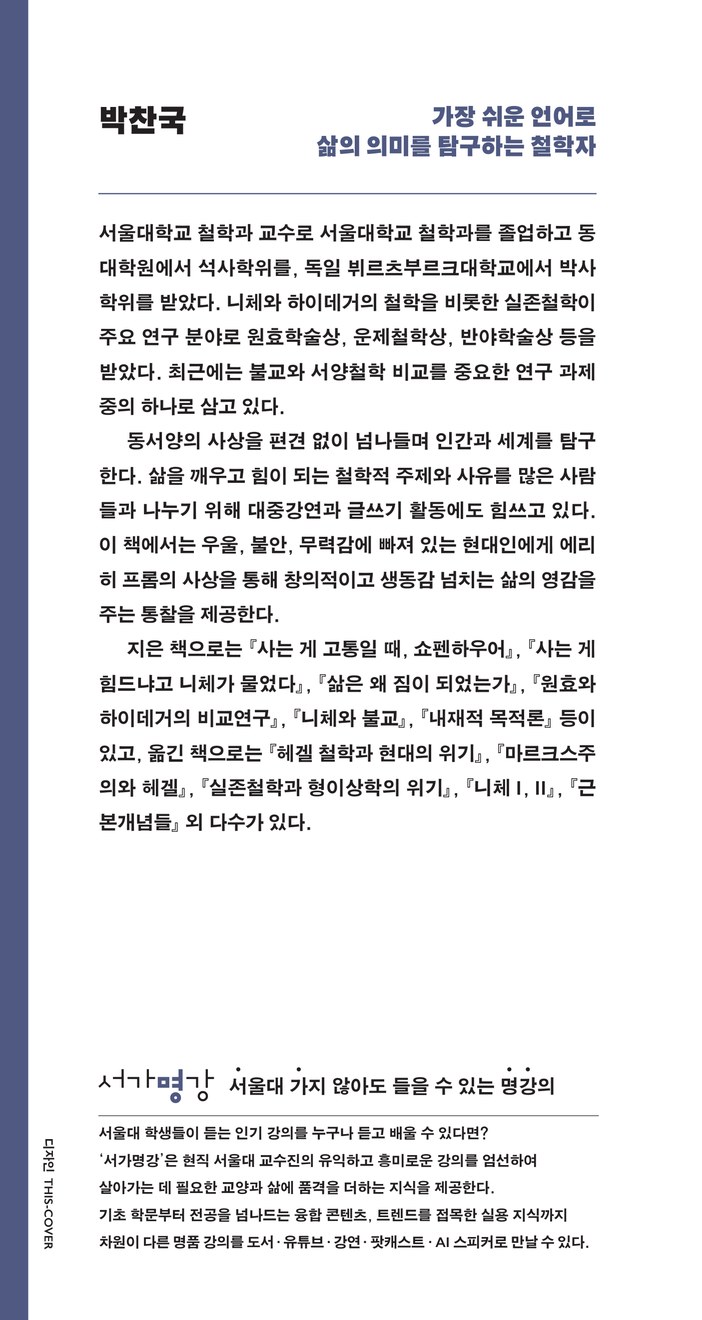 박찬국
가장 쉬운 언어로
삶의 의미를 탐구하는 철학자
서울대학교 철학과 교수로 서울대학교 철학과를 졸업하고 동
대학원에서 석사학위를, 독일 뷔르츠부르크대학교에서 박사
학위를 받았다. 니체와 하이데거의 철학을 비롯한 실존철학이
주요 연구 분야로 원효학술상, 운제철학상, 반야학술상 등을
받았다. 최근에는 불교와 서양철학 비교를 중요한 연구 과제
중의 하나로 삼고 있다.
동서양의 사상을 편견 없이 넘나들며 인간과 세계를 탐구
한다. 삶을 깨우고 힘이 되는 철학적 주제와 사유를 많은 사람
들과 나누기 위해 대중강연과 글쓰기 활동에도 힘쓰고 있다.
이 책에서는 우울, 불안, 무력감에 빠져 있는 현대인에게 에리
히 프롬의 사상을 통해 창의적이고 생동감 넘치는 삶의 영감을
주는 통찰을 제공한다.
지은 책으로는 『사는 게 고통일 때, 쇼펜하우어』, 『사는 게
힘드냐고 니체가 물었다』, 『삶은 왜 짐이 되었는가』, 『원효와
하이데거의 비교연구』, 『니체와 불교』, 『내재적 목적론』 등이
있고, 옮긴 책으로는 『헤겔 철학과 현대의 위기』, 『마르크스주
의와 헤겔』, 『실존철학과 형이상학의 위기』, 『니체 I, II』, 『근
본개념들』 외 다수가 있다.
서가명강 서울대 가지 않아도 들을 수 있는 명강의
서울대 학생들이 듣는 인기 강의를 누구나 듣고 배울 수 있다면?
‘서가명강’은 현직 서울대 교수진의 유익하고 흥미로운 강의를 엄선하여
살아가는 데 필요한 교양과 삶에 품격을 더하는 지식을 제공한다.
기초 학문부터 전공을 넘나드는 융합 콘텐츠, 트렌드를 접목한 실용 지식까지
차원이 다른 명품 강의를 도서·유튜브·강연·팟캐스트·AI 스피커로 만날 수 있다.
디자인 THIS-COVER